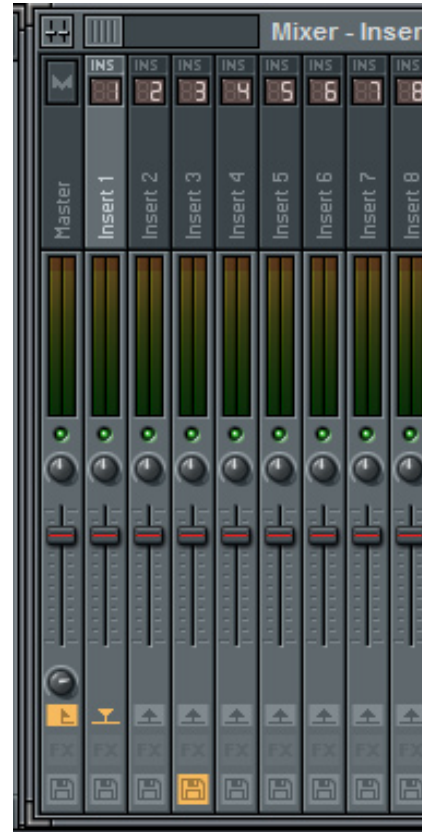 Mixer - Inser
INS INS INS INS INS INS INS INS
1 2 3 4 5 6 7 8
Master Insert 1 Insert 2 Insert 3 Insert 4 Insert 5 Insert 6 Insert 7 Insert 8
FX FX FX FX FX FX FX FX FX